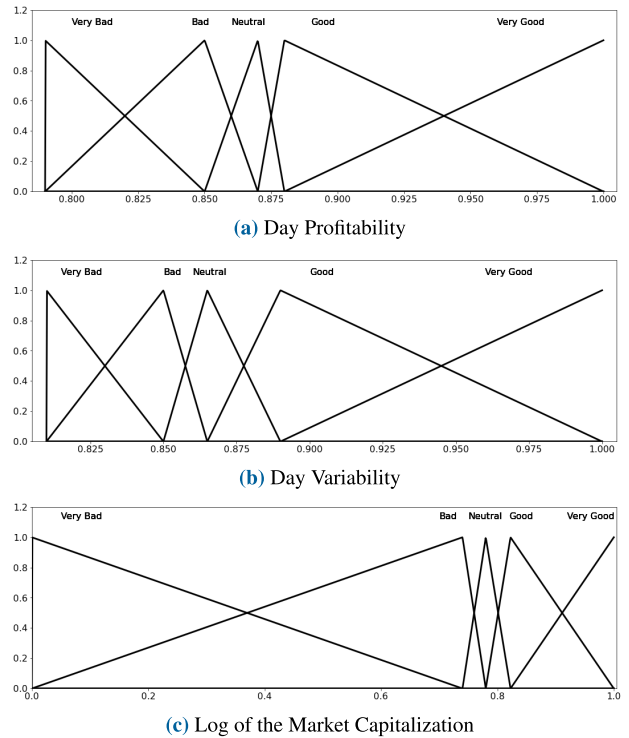 1.2
Very Bad Bad Neutral Good Very Good
1.0
0.8
0.6
0.4
0.2
0.0
0.800 0.825 0.850 0.875 0.900 0.925 0.950 0.975 1.000
(a) Day Profitability
1.2
Very Bad Bad Neutral Good Very Good
1.0
0.8
0.6
0.4
0.2
0.0
0.825 0.850 0.875 0.900 0.925 0.950 0.975 1.000
(b) Day Variability
1.2
Very Bad Bad Neutral Good Very Good
1.0
0.8
0.6
0.4
0.2
0.0
0.0 0.2 0.4 0.6 0.8 1.0
(c) Log of the Market Capitalization